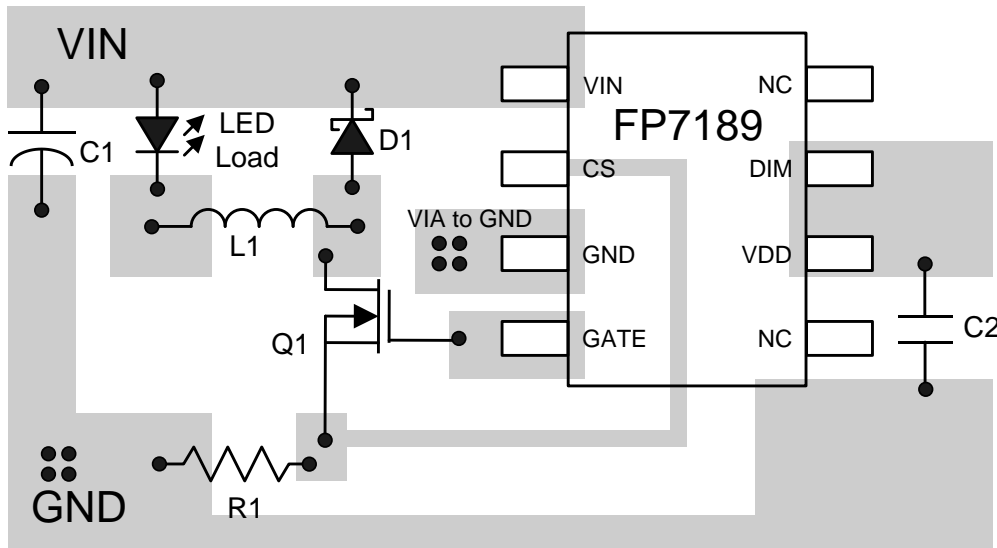 VIN
C1
LED
Load
D1
L1
VIA to GND
Q1
FP7189
VIN
NC
CS
DIM
GND
VDD
GATE
NC
C2
GND
R1